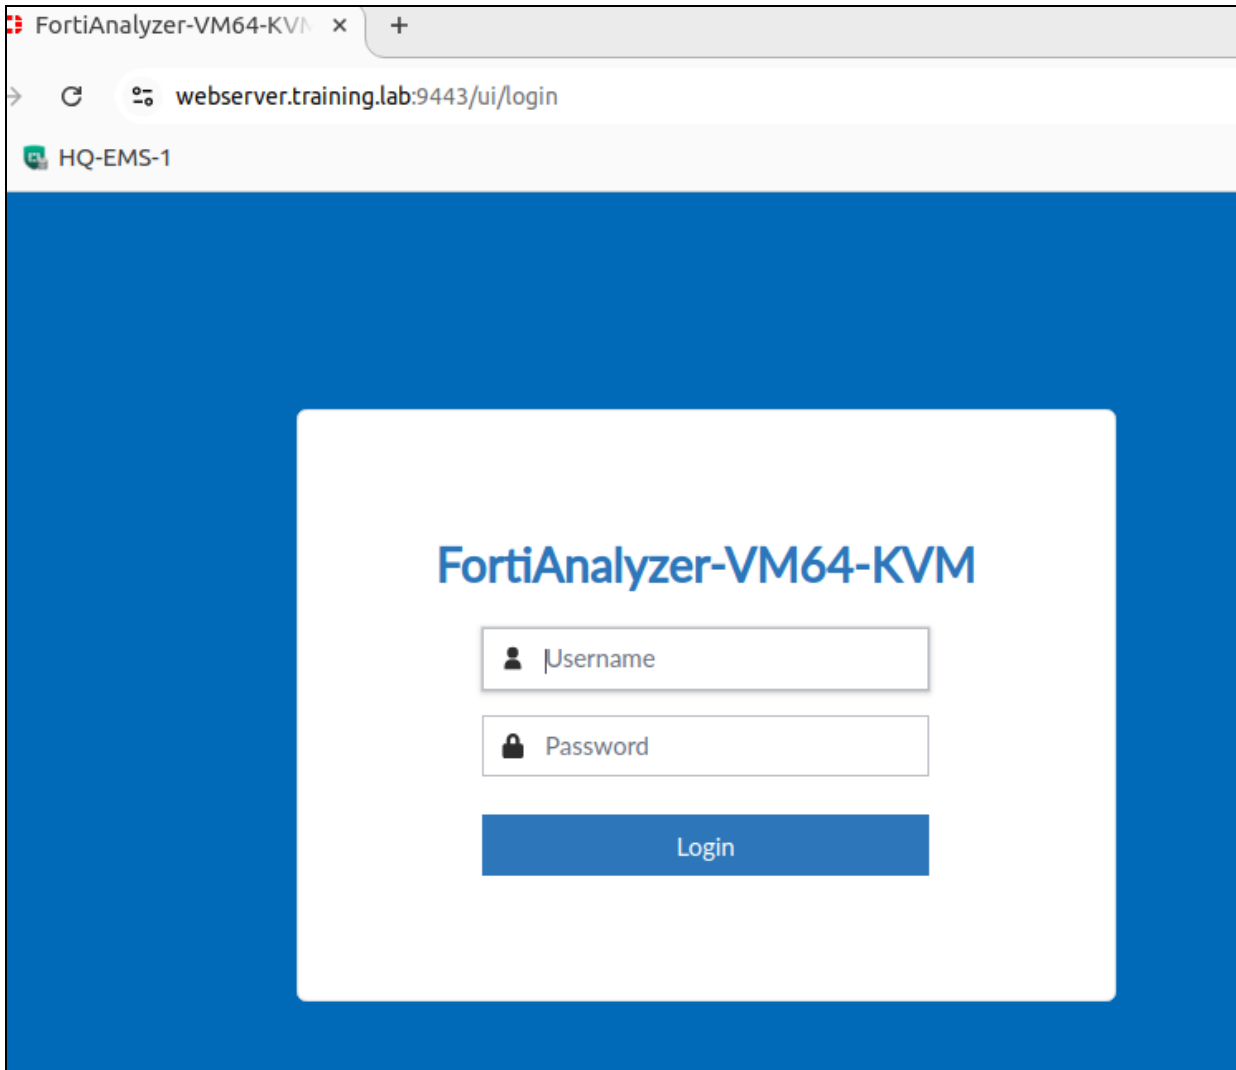 FortiAnalyzer-VM64-KV
webserver.training.lab:9443/ui/login
HQ-EMS-1
FortiAnalyzer-VM64-KVM
Username
Password
Login